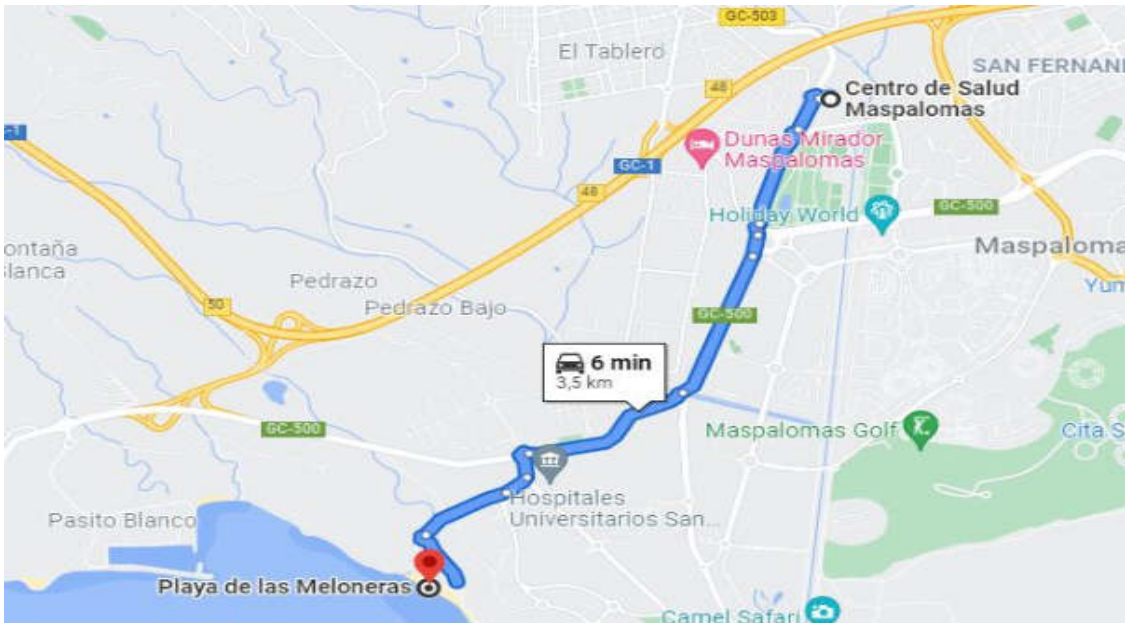 GC-503
El Tablero
SAN FERNAN
48
Centro de Salud
Maspalomas
Dunas Mirador
Maspalomas
GC-1
48
Holiday World
GC-500
Maspaloma
ontaña
lanca
Pedrazo
Yum
50
Pedrazo Bajo
GC-500
6 min
3,5 km
GC-500
Maspalomas Golf
Cita S
Hospitales
Universitarios San...
Pasito Blanco
Playa de las Meloneras
Camel Safari